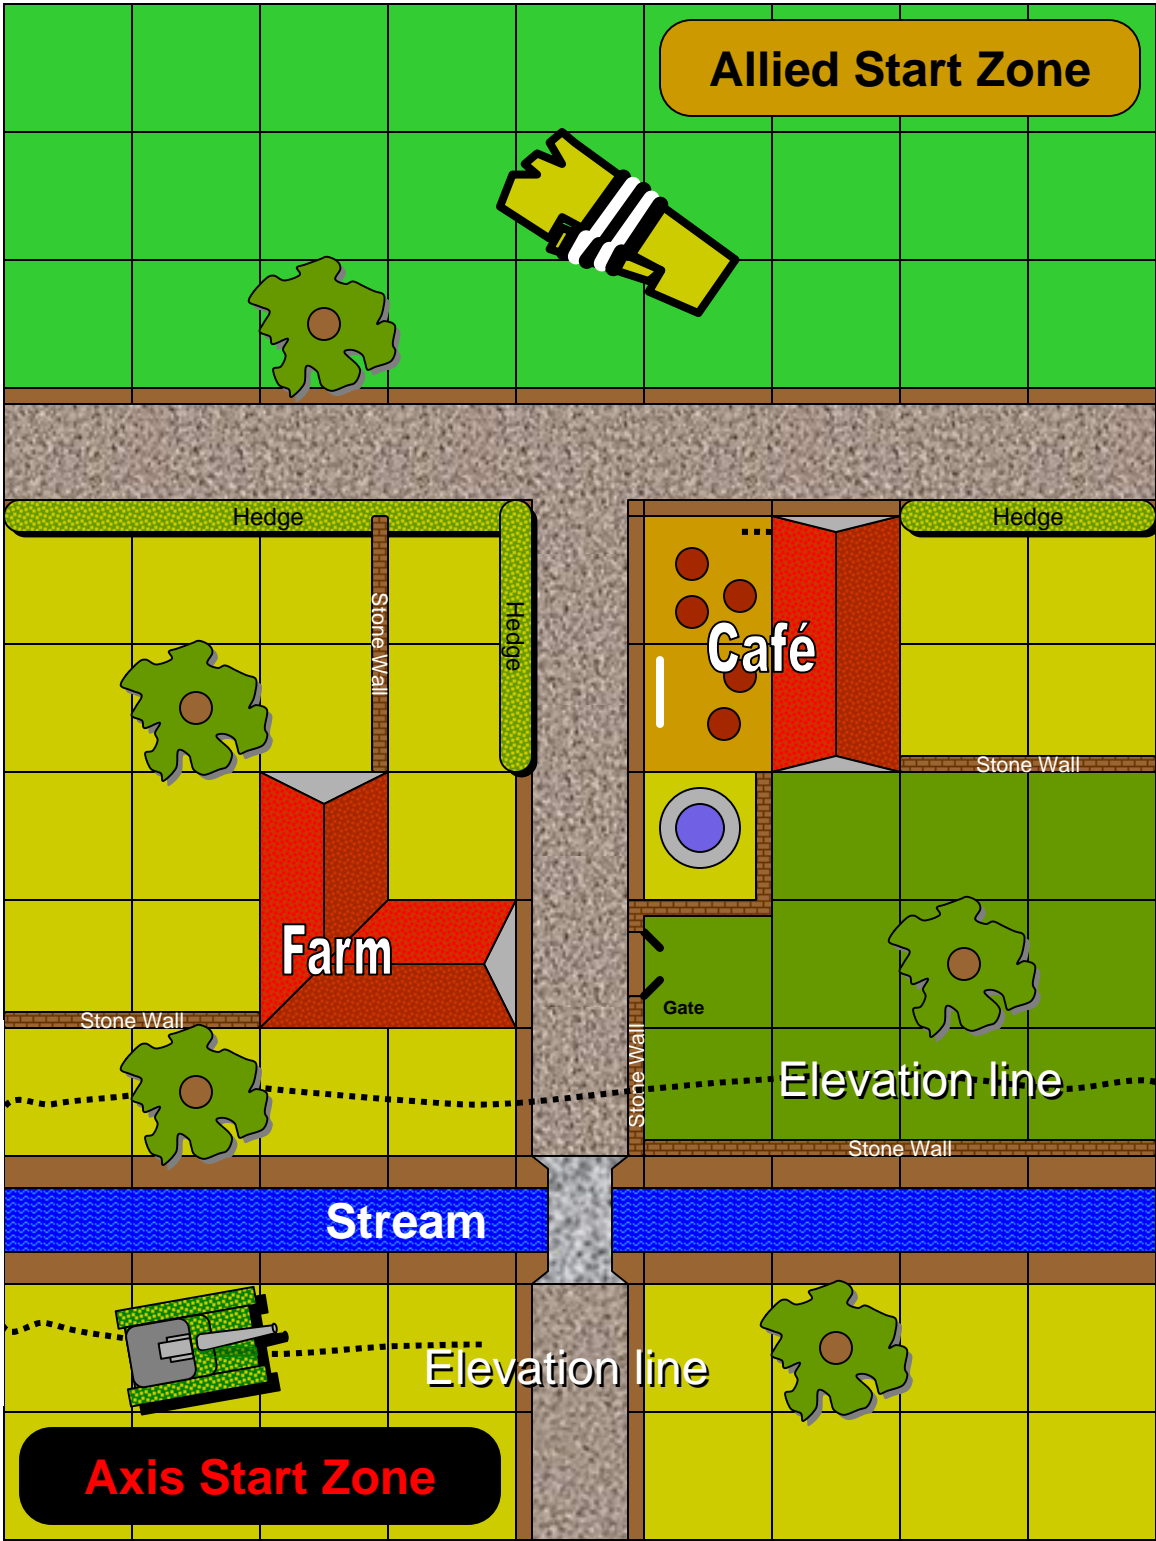 Allied Start Zone
Hedge
Hedge
Stone Wall
Hedge
Café
Stone Wall
Farm
Gate
Stone Wall
Stone Wall
Elevation line
Stone Wall
Stream
Elevation line
Axis Start Zone